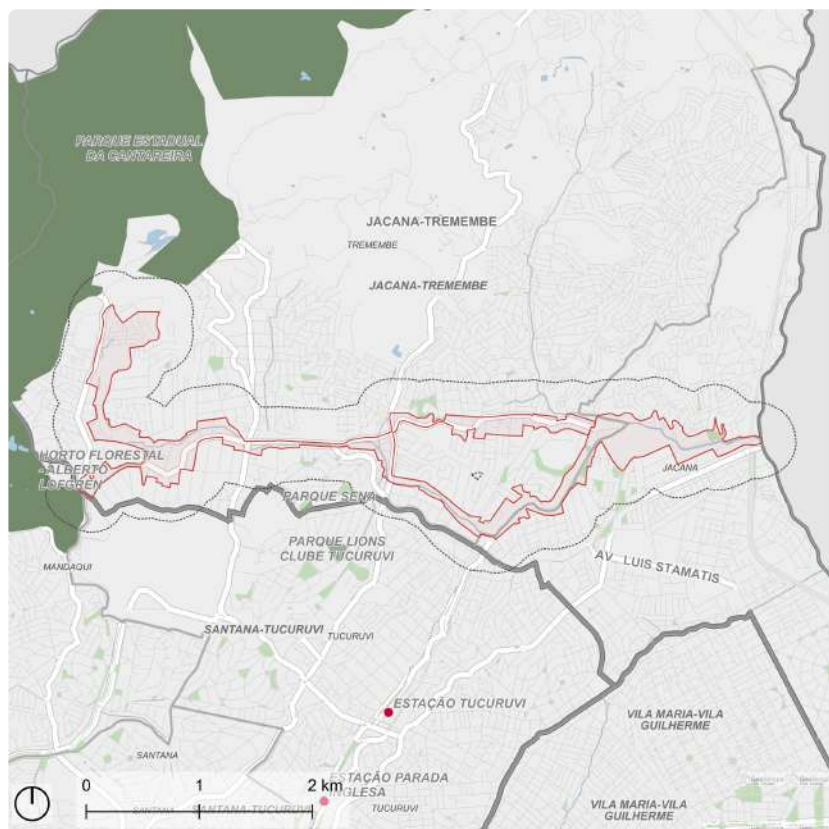 PARQUE ESTADUAL
DA CANTAREIRA
JACANA-TREMEMBE
TREMEMBE
JACANA-TREMEMBE
HORTO FLORESTAL
- ALBERTO
LOFGREN
JACANA
PARQUE SENA
PARQUE LIONS
CLUBE TUCURUVI
AV. LUIS STAMATIS
MANDAQUI
SANTANA-TUCURUVI
TUCURUVI
ESTAÇÃO TUCURUVI
VILA MARIA-VILA
GUILHERME
SANTANA
0 1 2 km
ESTAÇÃO PARADA
INGLESA
SANTANA
SANTANA-TUCURUVI
TUCURUVI
VILA MARIA-VILA
GUILHERME